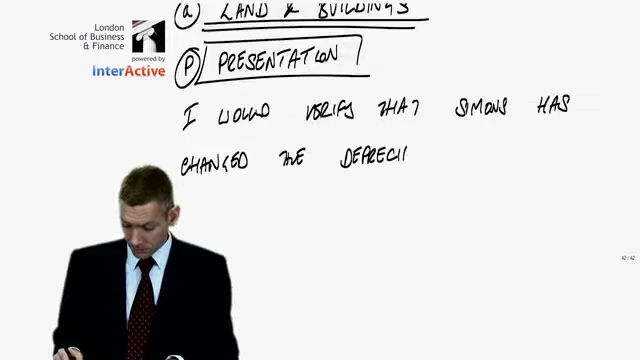 London
School of Business
& Finance
powered by
InterActive
(a) LAND & BUILDINGS
(P) PRESENTATION
I WOULD VERIFY THAT SIMONS HAS
CHANGED THE DEPRECI
42 / 42